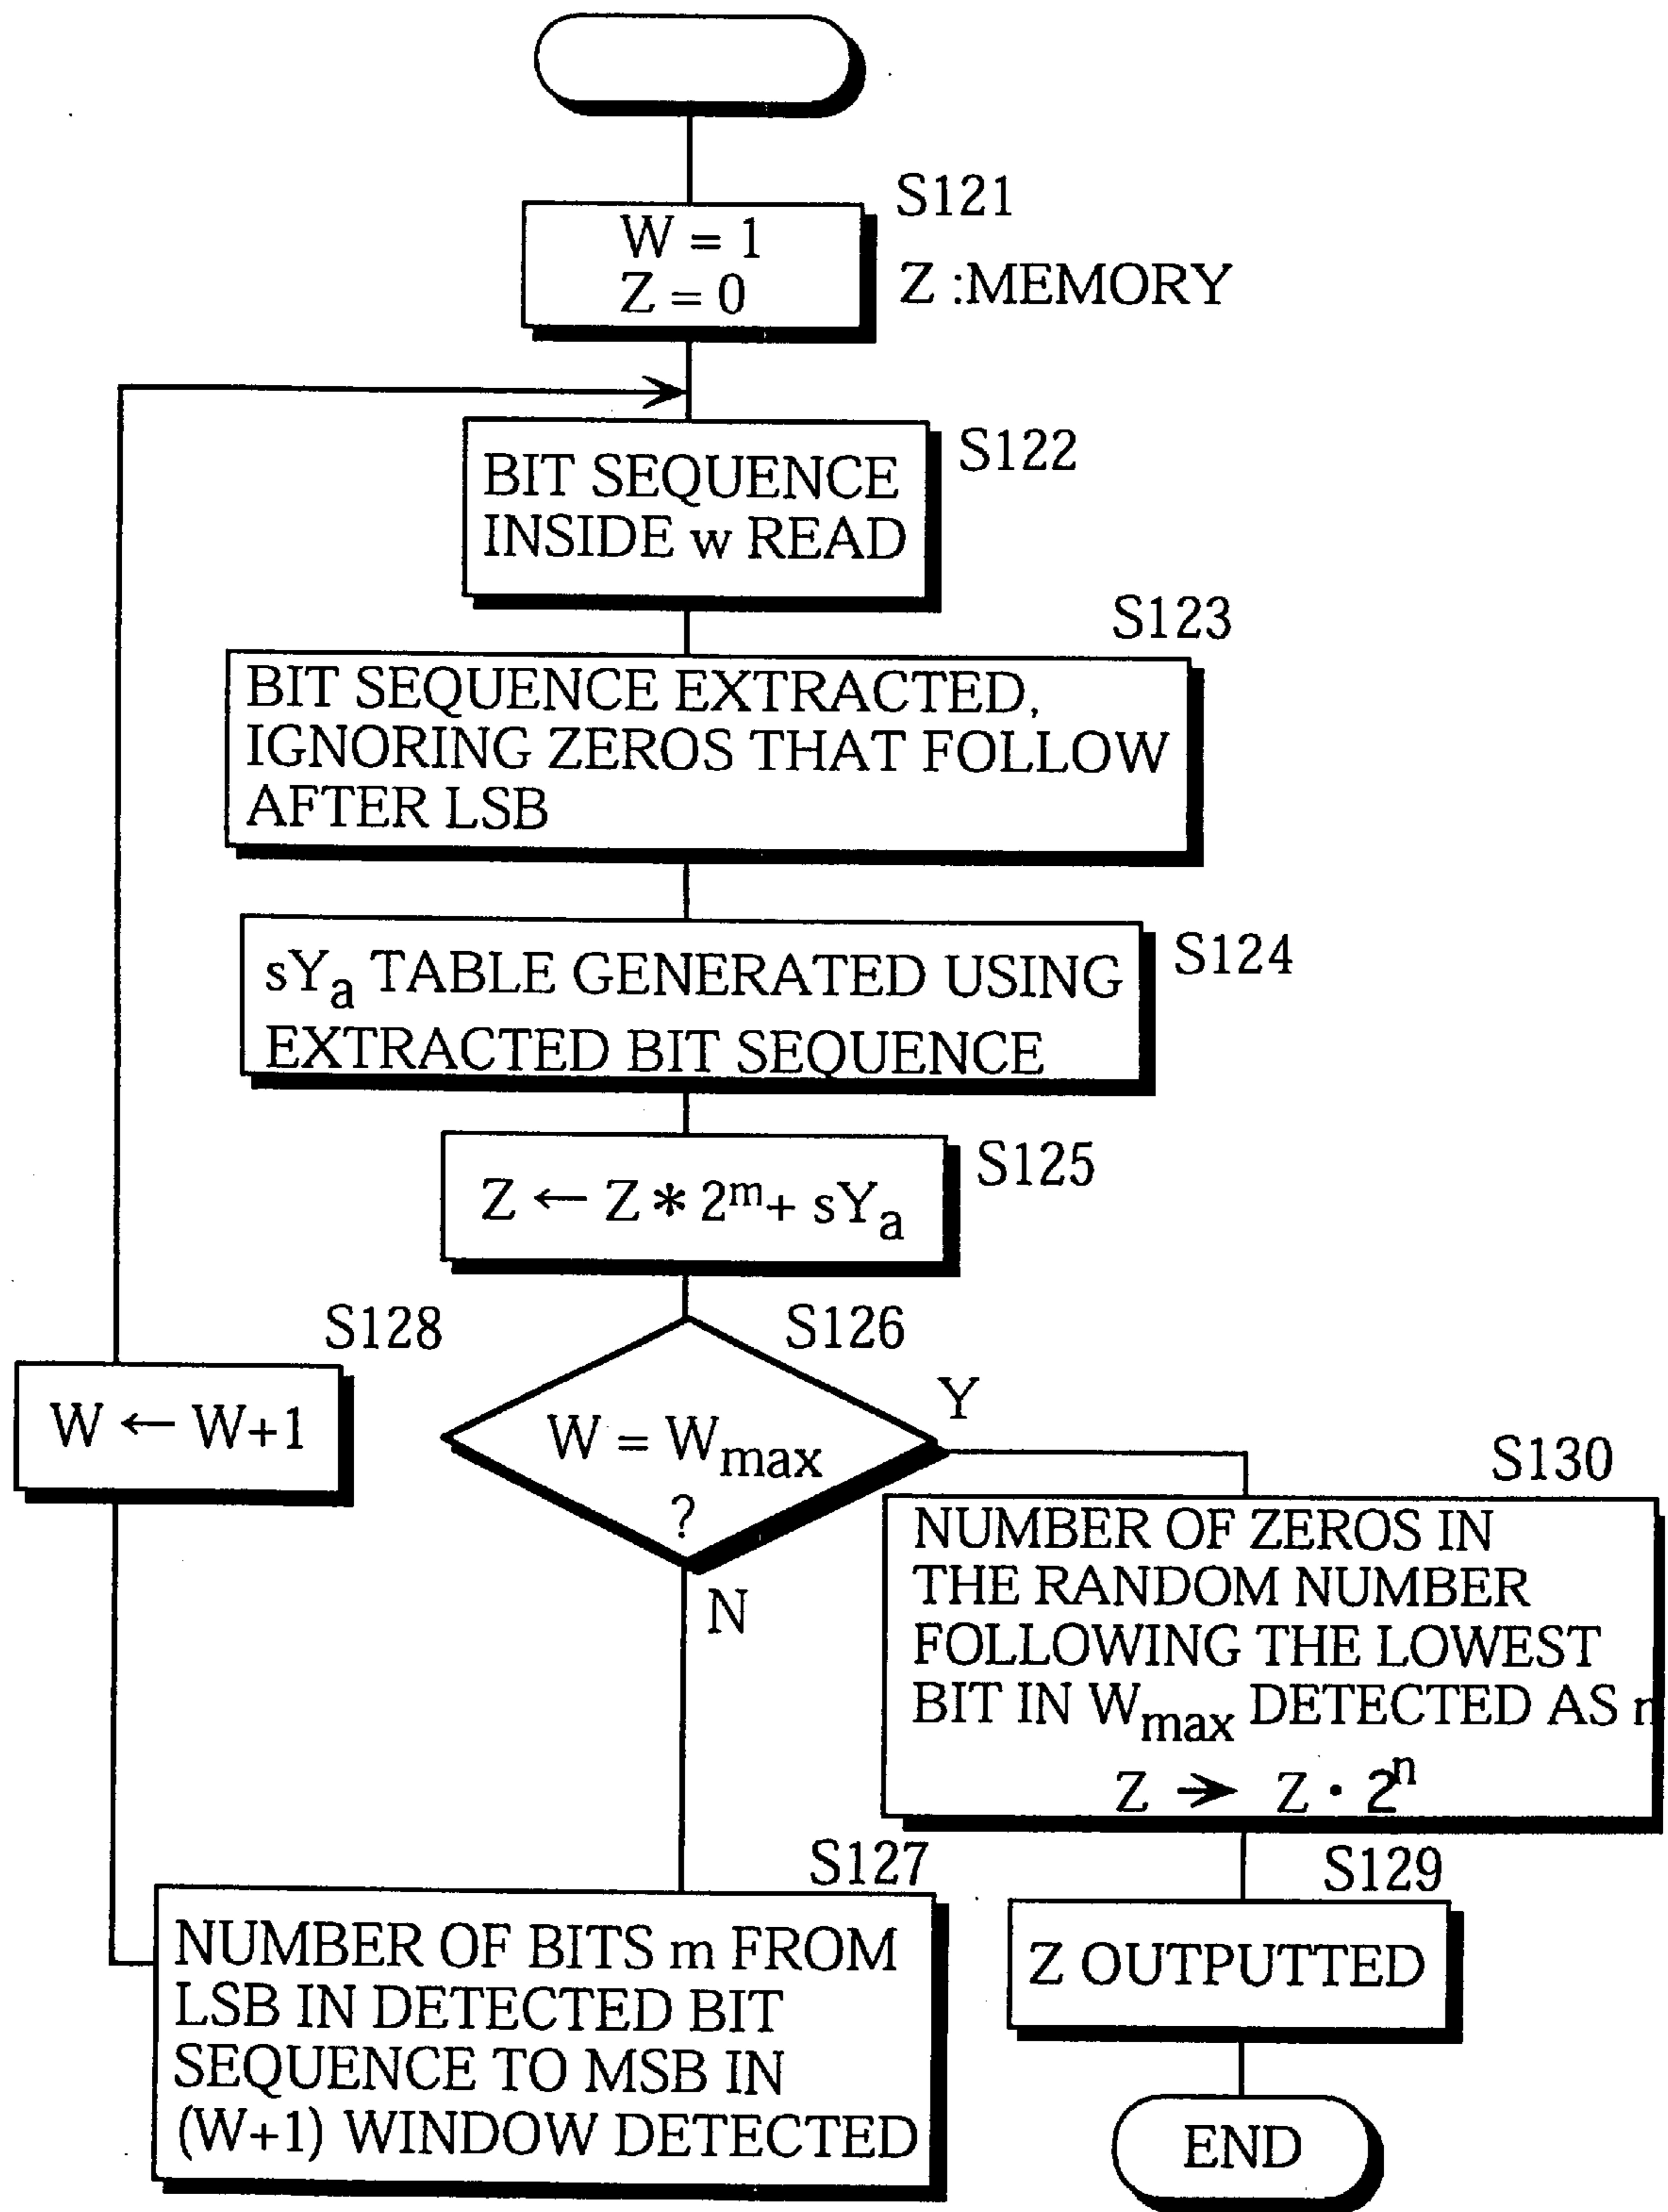 S121
W = 1
Z = 0
Z :MEMORY
S122
BIT SEQUENCE
INSIDE w READ
S123
BIT SEQUENCE EXTRACTED,
IGNORING ZEROS THAT FOLLOW
AFTER LSB
S124
sYa TABLE GENERATED USING
EXTRACTED BIT SEQUENCE
S125
Z ← Z * 2^m + sYa
S128
W ← W+1
S126
W = Wmax
?
Y
N
S130
NUMBER OF ZEROS IN
THE RANDOM NUMBER
FOLLOWING THE LOWEST
BIT IN Wmax DETECTED AS n
Z → Z · 2^n
S127
NUMBER OF BITS m FROM
LSB IN DETECTED BIT
SEQUENCE TO MSB IN
(W+1) WINDOW DETECTED
S129
Z OUTPUTTED
END